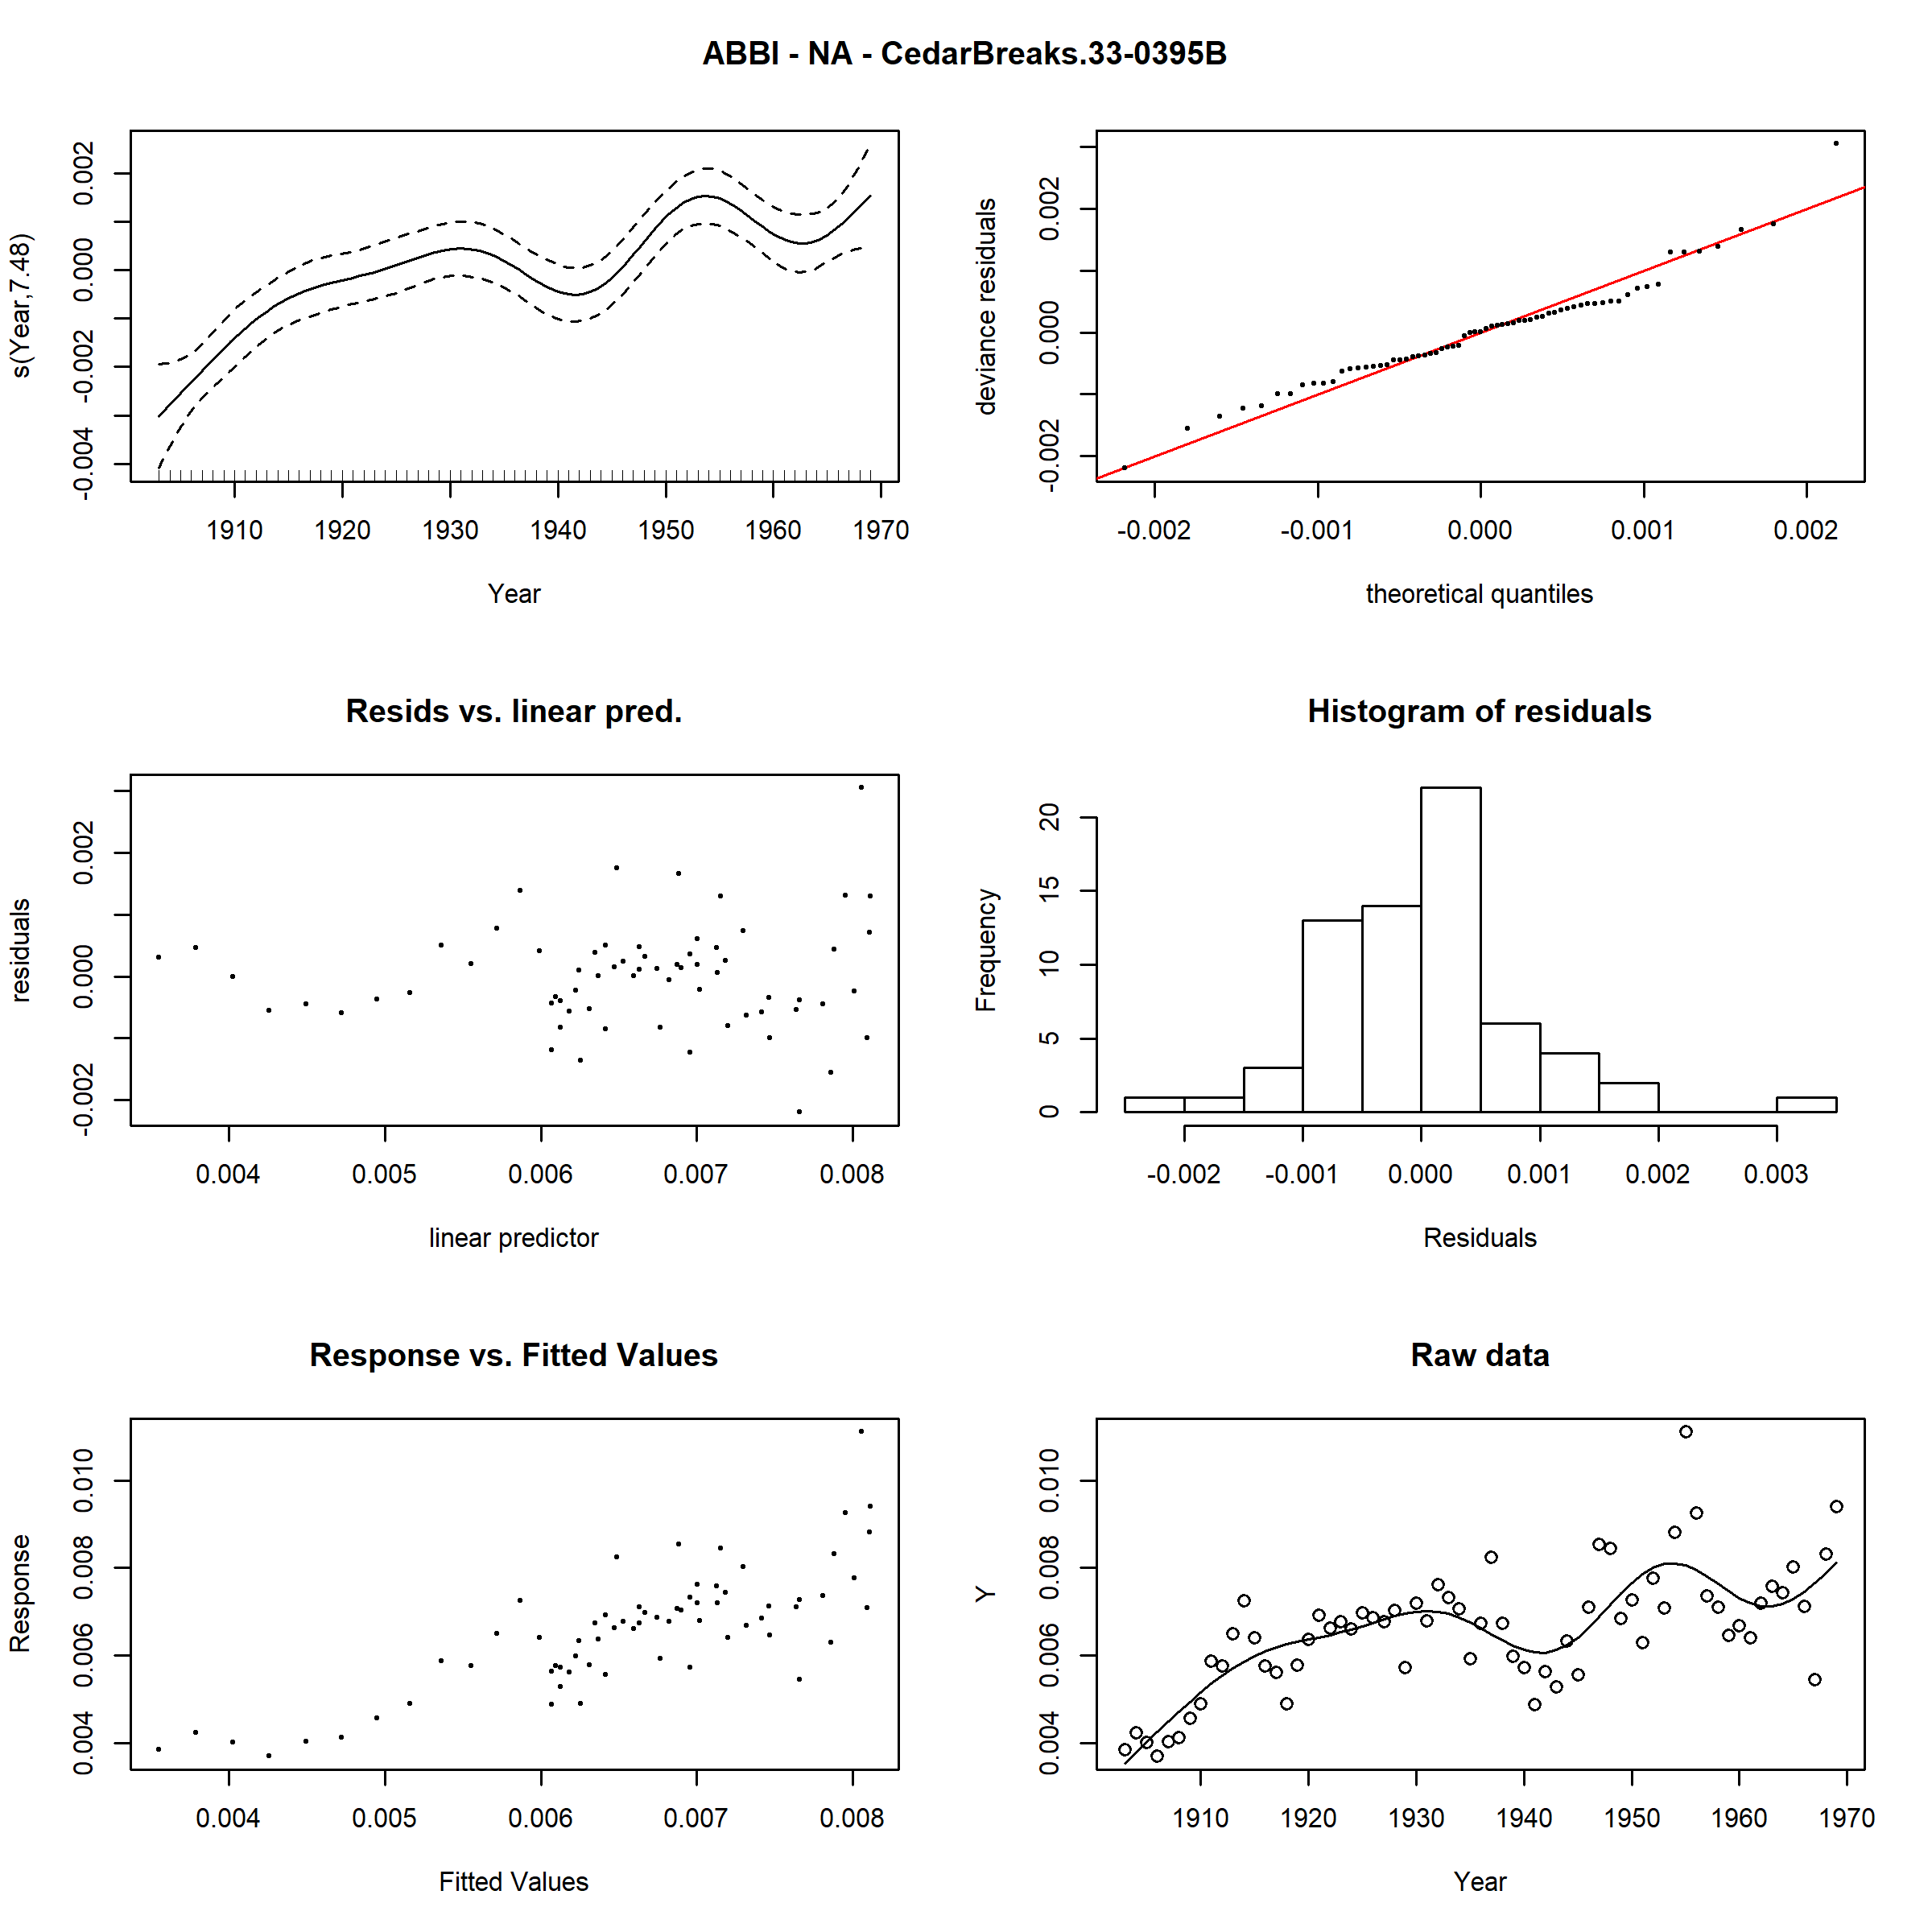 ABBI - NA - CedarBreaks.33-0395B
s(Year,7.48)
-0.004 -0.002 0.000 0.002
1910 1920 1930 1940 1950 1960 1970
Year
deviance residuals
-0.002 0.000 0.002
-0.002 -0.001 0.000 0.001 0.002
theoretical quantiles
Resids vs. linear pred.
residuals
-0.002 0.000 0.002
0.004 0.005 0.006 0.007 0.008
linear predictor
Histogram of residuals
Frequency
0 5 10 15 20
-0.002 -0.001 0.000 0.001 0.002 0.003
Residuals
Response vs. Fitted Values
Response
0.004 0.006 0.008 0.010
0.004 0.005 0.006 0.007 0.008
Fitted Values
Raw data
Y
0.004 0.006 0.008 0.010
1910 1920 1930 1940 1950 1960 1970
Year